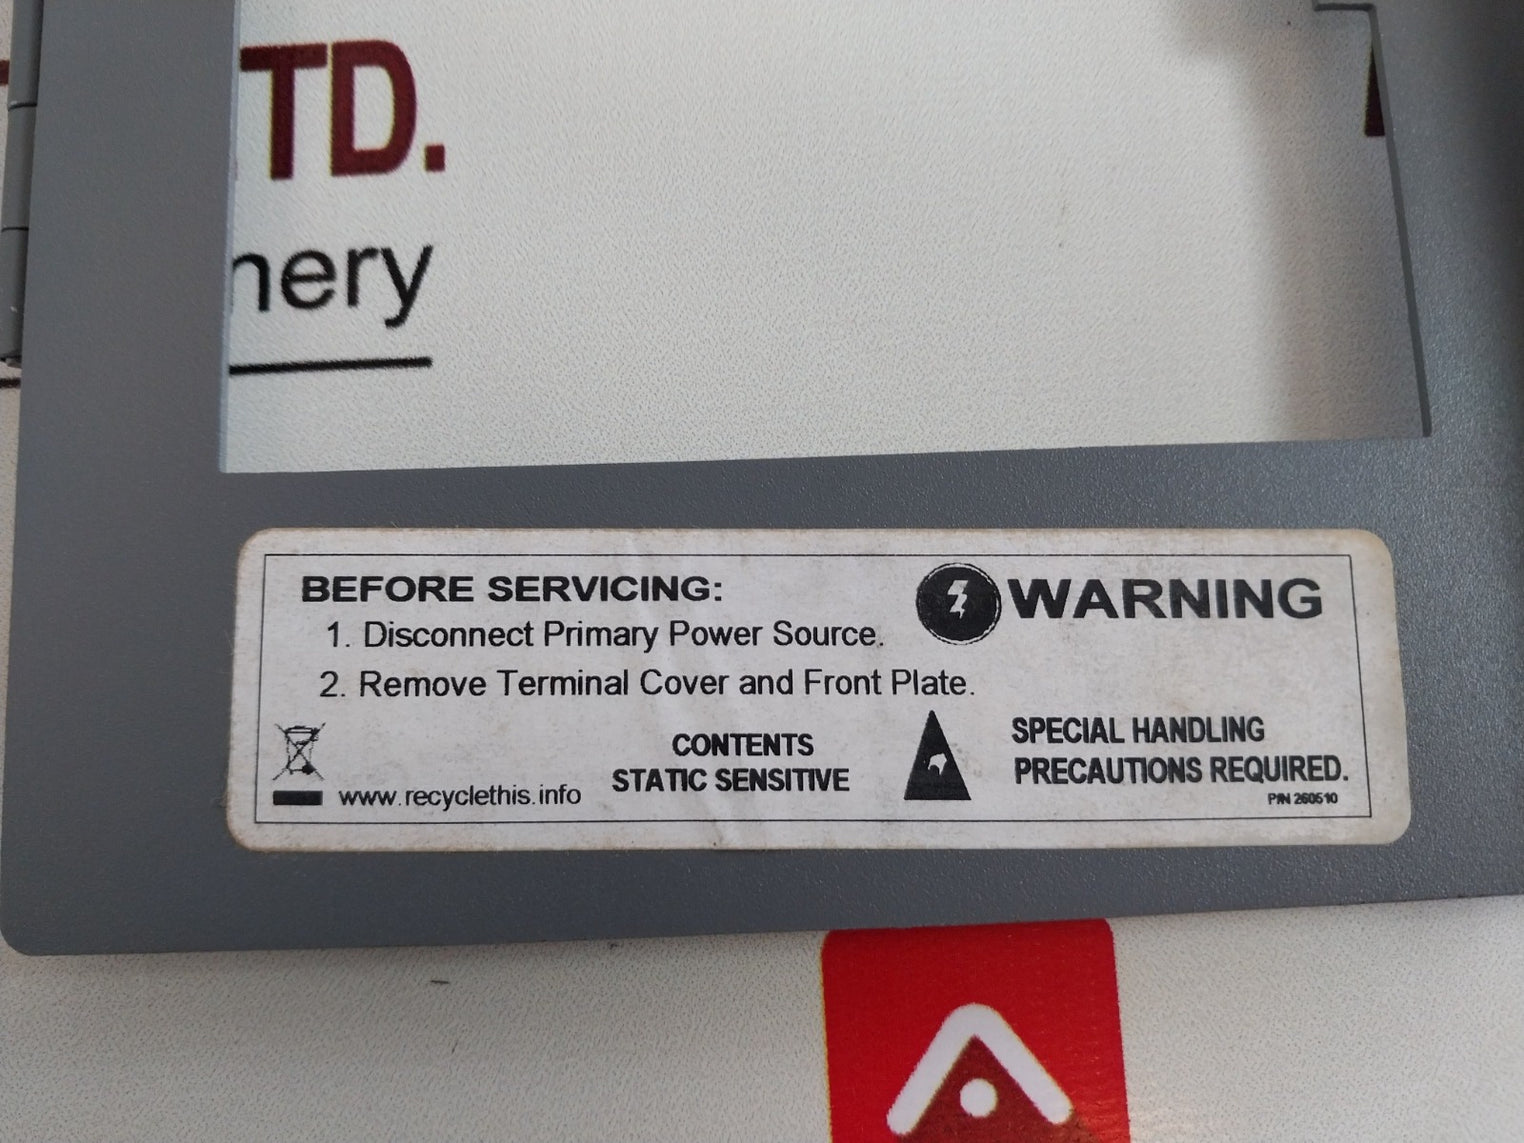 TD.
nery
BEFORE SERVICING:
WARNING
1. Disconnect Primary Power Source.
2. Remove Terminal Cover and Front Plate.
CONTENTS
STATIC SENSITIVE
SPECIAL HANDLING
PRECAUTIONS REQUIRED.
www.recyclethis.info
P/N 260510